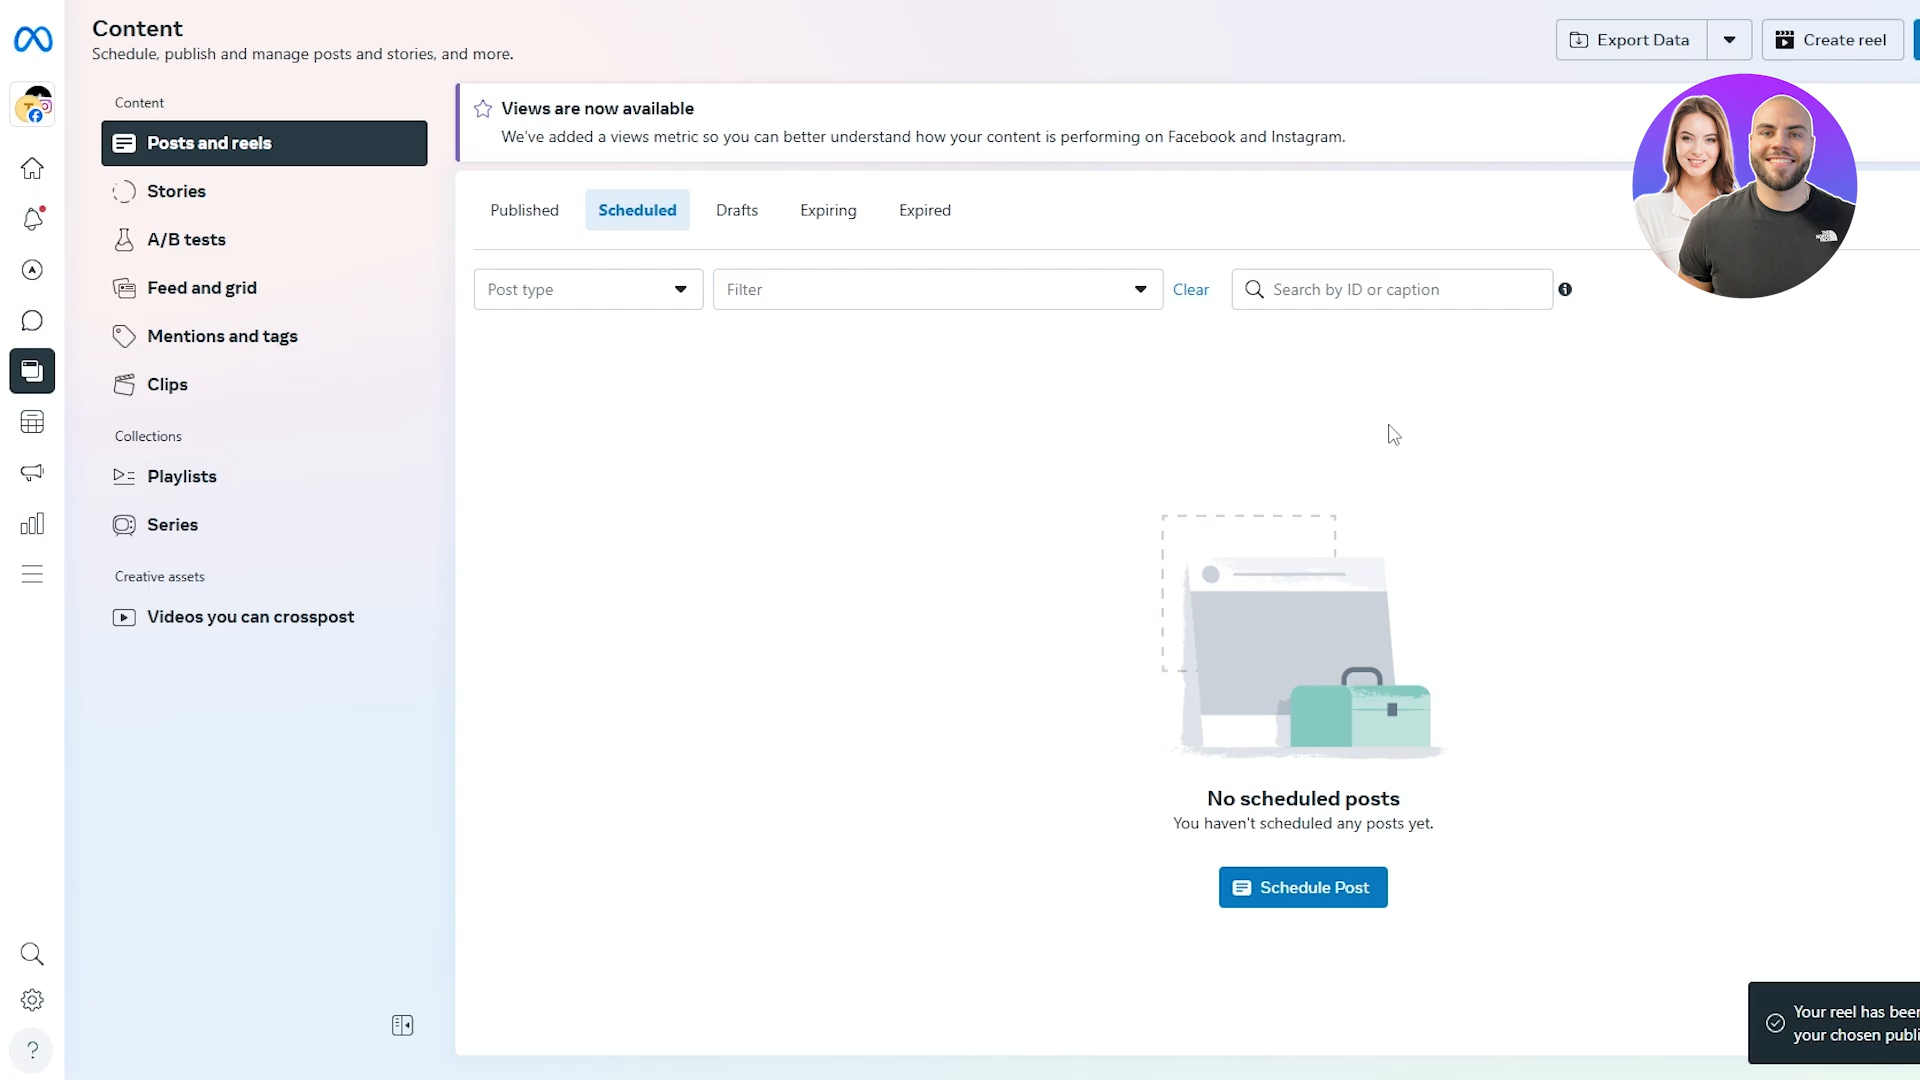 Content
Schedule, publish and manage posts and stories, and more.
Export Data
Create reel
Content
Posts and reels
Stories
A/B tests
Feed and grid
Mentions and tags
Clips
Collections
Playlists
Series
Creative assets
Videos you can crosspost
Views are now available
We've added a views metric so you can better understand how your content is performing on Facebook and Instagram.
Published
Scheduled
Drafts
Expiring
Expired
Post type
Filter
Clear
Search by ID or caption
No scheduled posts
You haven't scheduled any posts yet.
Schedule Post
Your reel has been
your chosen publi